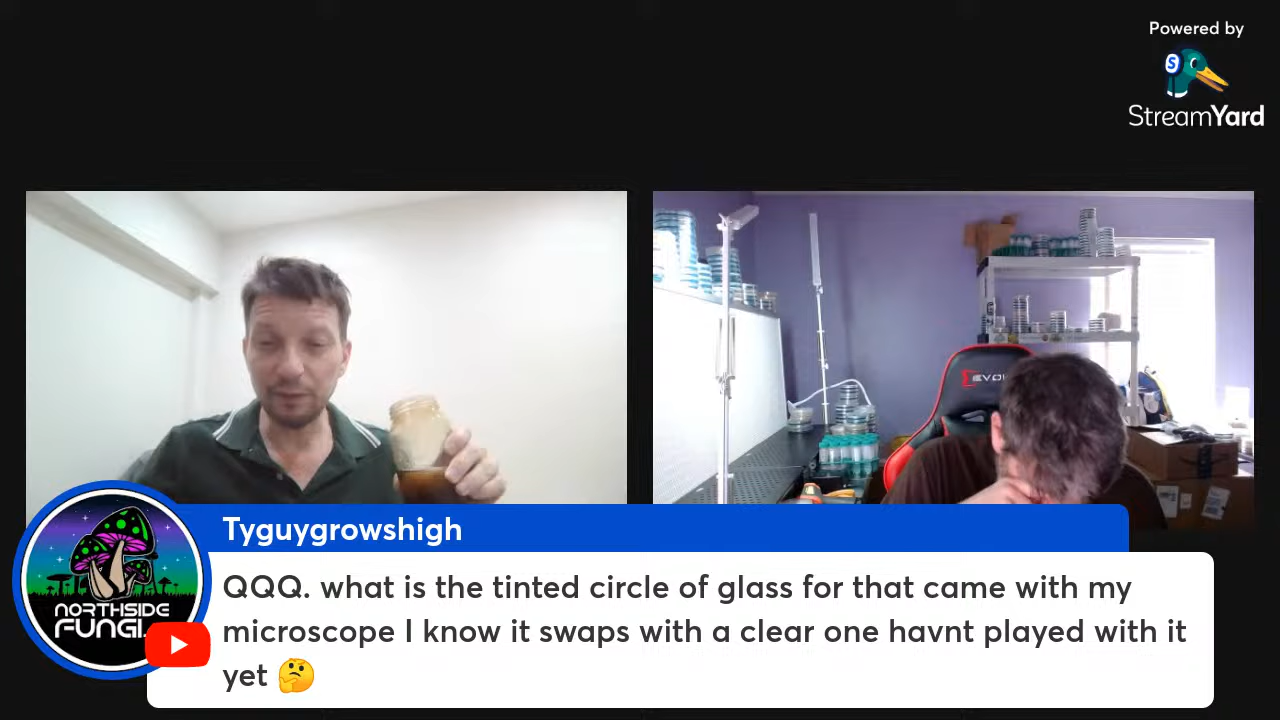 Powered by
S
StreamYard
EVOL
Tyguygrowshigh
QQQ. what is the tinted circle of glass for that came with my
microscope I know it swaps with a clear one havnt played with it
yet 🤔
NORTHSIDE
FUNGI.